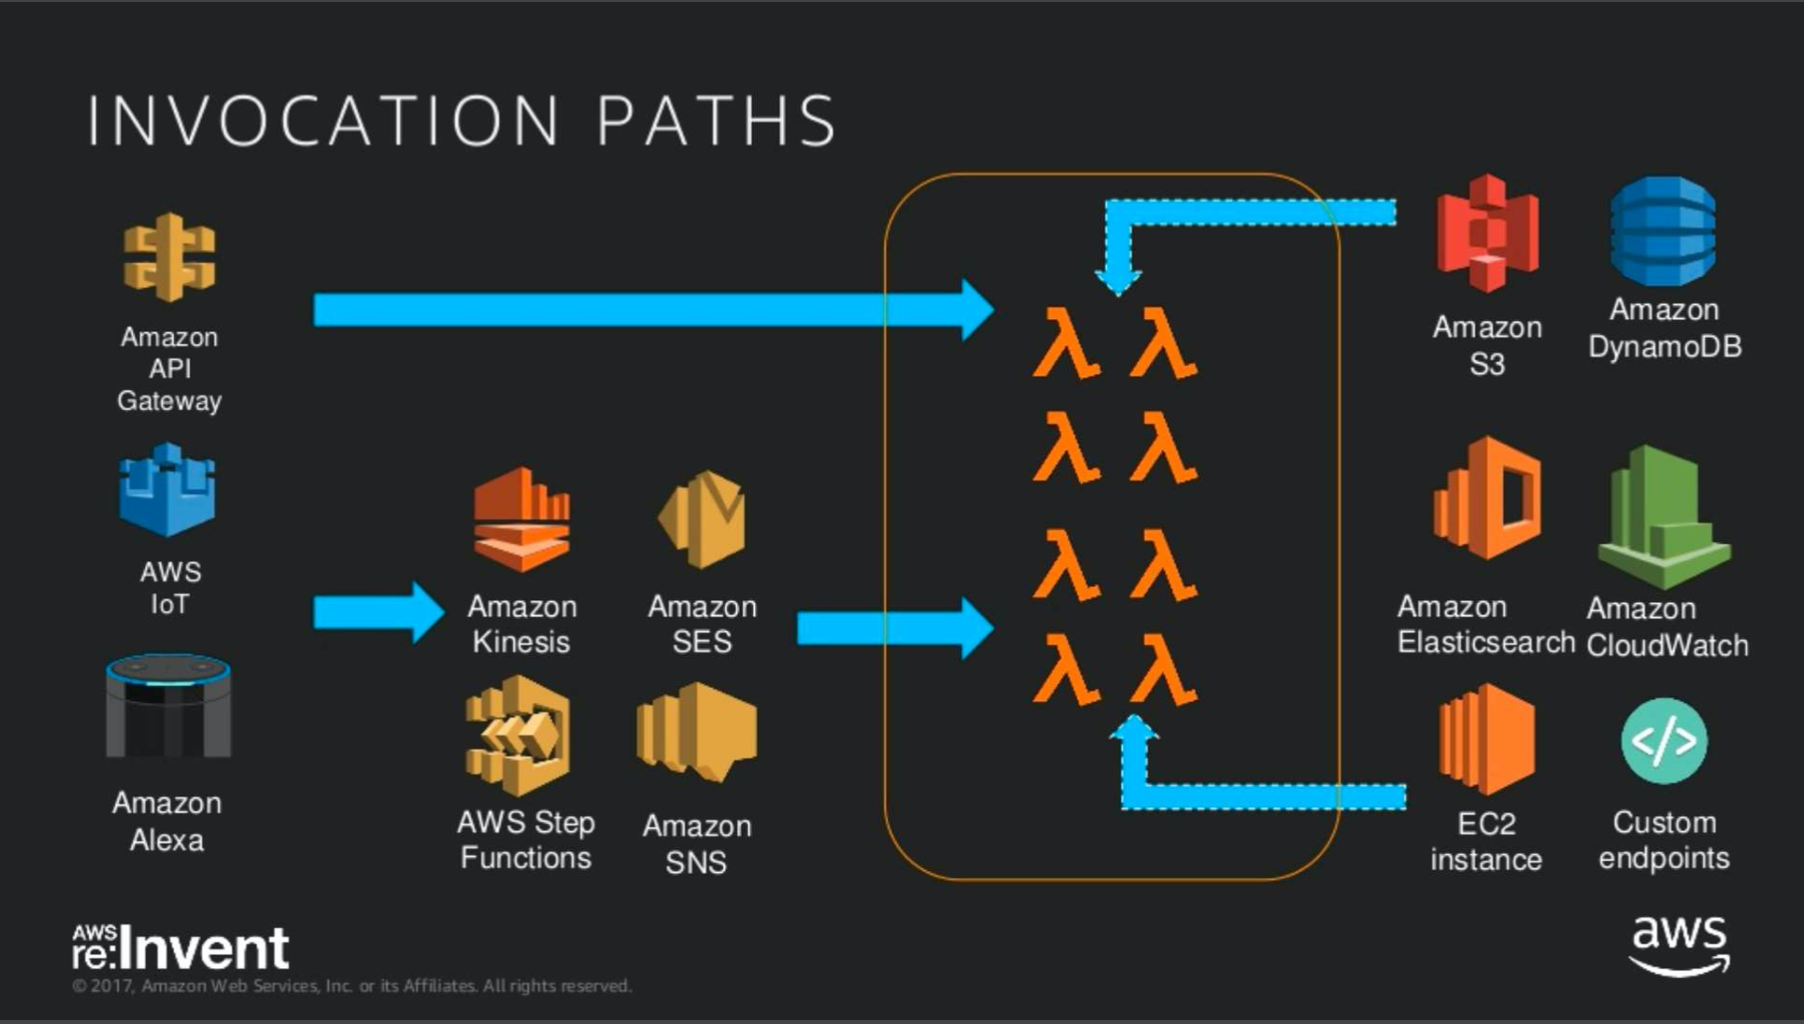 INVOCATION PATHS
Amazon
API
Gateway
AWS
IoT
Amazon
Alexa
Amazon
Kinesis
Amazon
SES
AWS Step
Functions
Amazon
SNS
λ λ
λ λ
λ λ
λ λ
Amazon
S3
Amazon
DynamoDB
Amazon
Elasticsearch
Amazon
CloudWatch
EC2
instance
</>
Custom
endpoints
AWS
re:Invent
© 2017, Amazon Web Services, Inc. or its Affiliates. All rights reserved.
aws